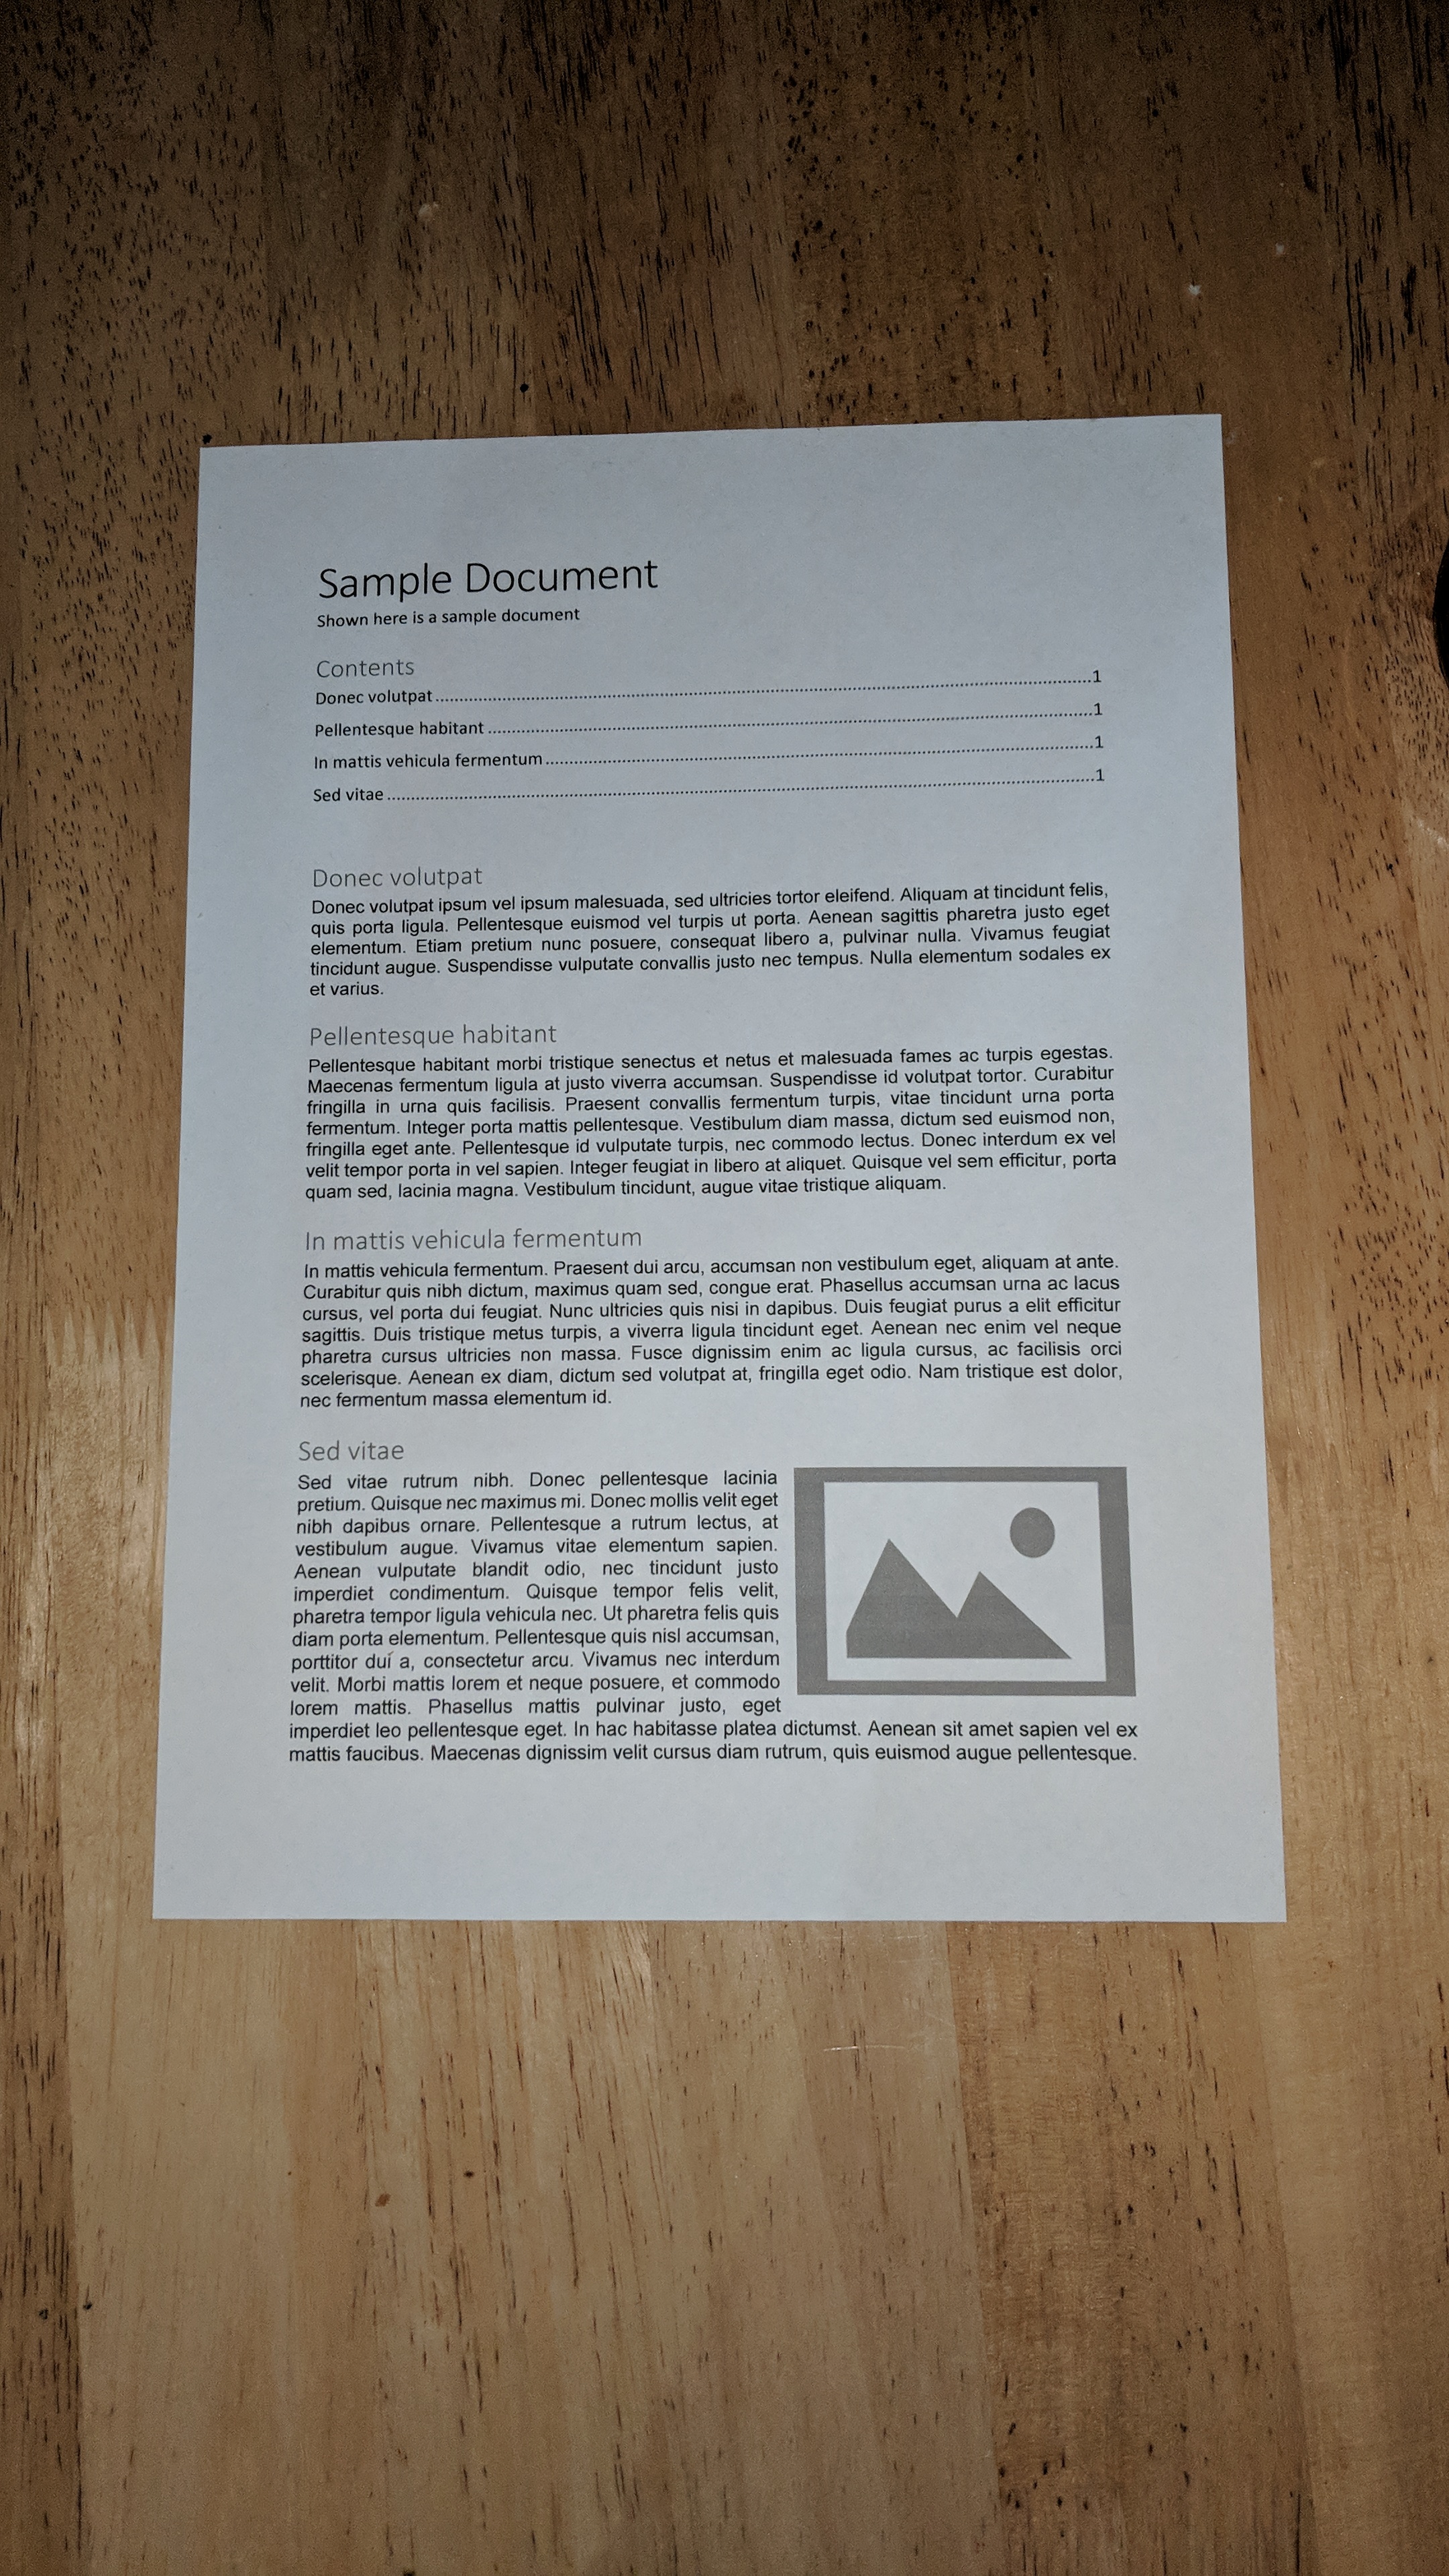 Sample Document
Shown here is a sample document
Contents
Donec volutpat.....1
Pellentesque habitant.....1
In mattis vehicula fermentum.....1
Sed vitae.....1
Donec volutpat
Donec volutpat ipsum vel ipsum malesuada, sed ultricies tortor eleifend. Aliquam at tincidunt felis,
quis porta ligula. Pellentesque euismod vel turpis ut porta. Aenean sagittis pharetra justo eget
elementum. Etiam pretium nunc posuere, consequat libero a, pulvinar nulla. Vivamus feugiat
tincidunt augue. Suspendisse vulputate convallis justo nec tempus. Nulla elementum sodales ex
et varius.
Pellentesque habitant
Pellentesque habitant morbi tristique senectus et netus et malesuada fames ac turpis egestas.
Maecenas fermentum ligula at justo viverra accumsan. Suspendisse id volutpat tortor. Curabitur
fringilla in urna quis facilisis. Praesent convallis fermentum turpis, vitae tincidunt urna porta
fermentum. Integer porta mattis pellentesque. Vestibulum diam massa, dictum sed euismod non,
fringilla eget ante. Pellentesque id vulputate turpis, nec commodo lectus. Donec interdum ex vel
velit tempor porta in vel sapien. Integer feugiat in libero at aliquet. Quisque vel sem efficitur, porta
quam sed, lacinia magna. Vestibulum tincidunt, augue vitae tristique aliquam.
In mattis vehicula fermentum
In mattis vehicula fermentum. Praesent dui arcu, accumsan non vestibulum eget, aliquam at ante.
Curabitur quis nibh dictum, maximus quam sed, congue erat. Phasellus accumsan urna ac lacus
cursus, vel porta dui feugiat. Nunc ultricies quis nisi in dapibus. Duis feugiat purus a elit efficitur
sagittis. Duis tristique metus turpis, a viverra ligula tincidunt eget. Aenean nec enim vel neque
pharetra cursus ultricies non massa. Fusce dignissim enim ac ligula cursus, ac facilisis orci
scelerisque. Aenean ex diam, dictum sed volutpat at, fringilla eget odio. Nam tristique est dolor,
nec fermentum massa elementum id.
Sed vitae
Sed vitae rutrum nibh. Donec pellentesque lacinia
pretium. Quisque nec maximus mi. Donec mollis velit eget
nibh dapibus ornare. Pellentesque a rutrum lectus, at
vestibulum augue. Vivamus vitae elementum sapien.
Aenean vulputate blandit odio, nec tincidunt justo
imperdiet condimentum. Quisque tempor felis velit,
pharetra tempor ligula vehicula nec. Ut pharetra felis quis
diam porta elementum. Pellentesque quis nisl accumsan,
porttitor dui a, consectetur arcu. Vivamus nec interdum
velit. Morbi mattis lorem et neque posuere, et commodo
lorem mattis. Phasellus mattis pulvinar justo, eget
imperdiet leo pellentesque eget. In hac habitasse platea dictumst. Aenean sit amet sapien vel ex
mattis faucibus. Maecenas dignissim velit cursus diam rutrum, quis euismod augue pellentesque.